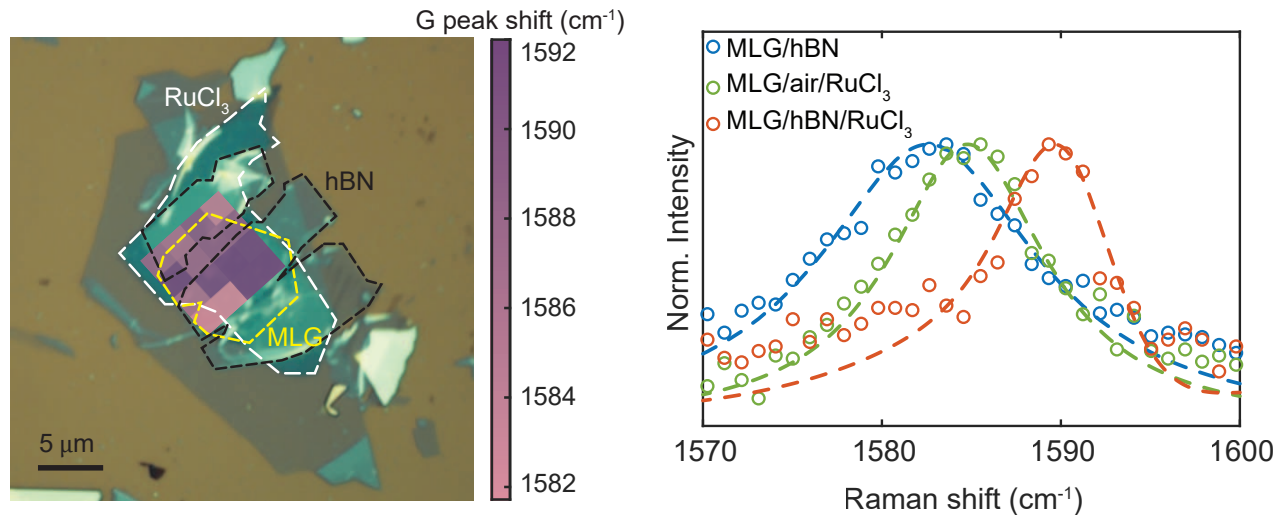 G peak shift (cm⁻¹)
RuCl₃
hBN
MLG
5 μm
1592
1590
1588
1586
1584
1582
MLG/hBN
MLG/air/RuCl₃
MLG/hBN/RuCl₃
Norm. Intensity
1570
1580
1590
1600
Raman shift (cm⁻¹)